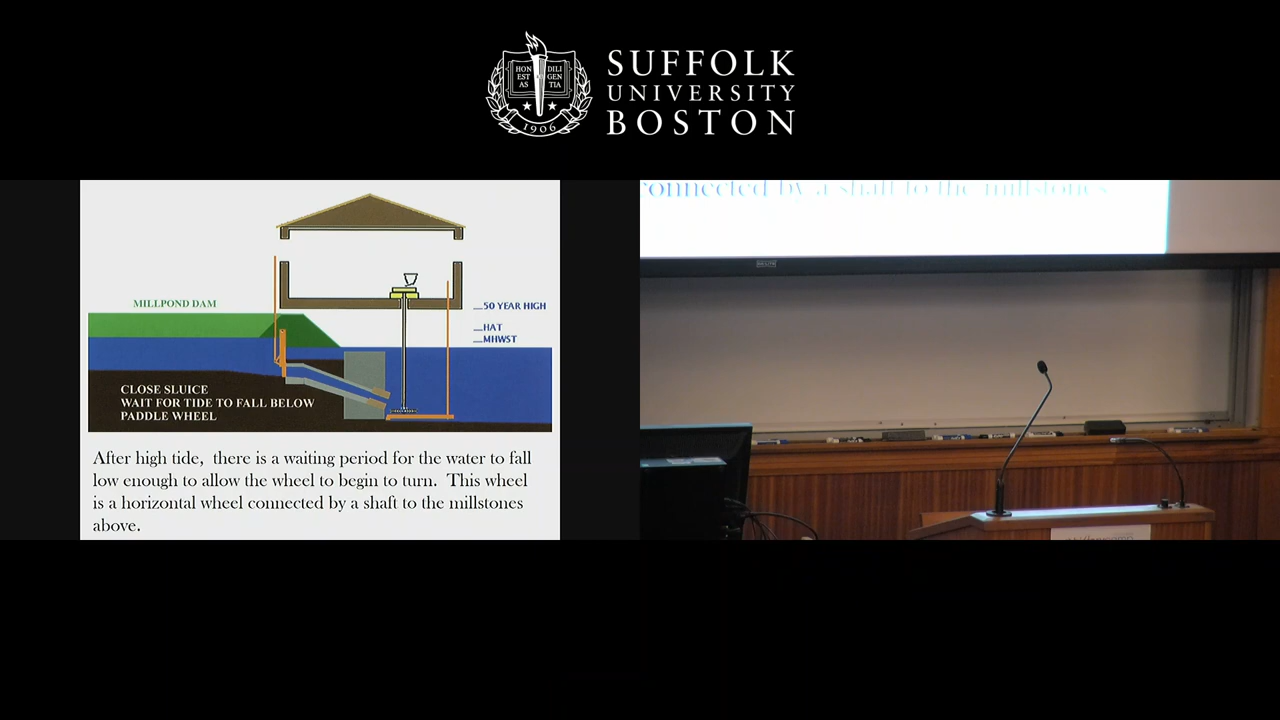 HON EST AS
DILI GEN TIA
1906
SUFFOLK
UNIVERSITY
BOSTON
connected by a shaft to the millstones
MILLPOND DAM
50 YEAR HIGH
HAT
MHWST
CLOSE SLUICE
WAIT FOR TIDE TO FALL BELOW
PADDLE WHEEL
After high tide, there is a waiting period for the water to fall
low enough to allow the wheel to begin to turn. This wheel
is a horizontal wheel connected by a shaft to the millstones
above.